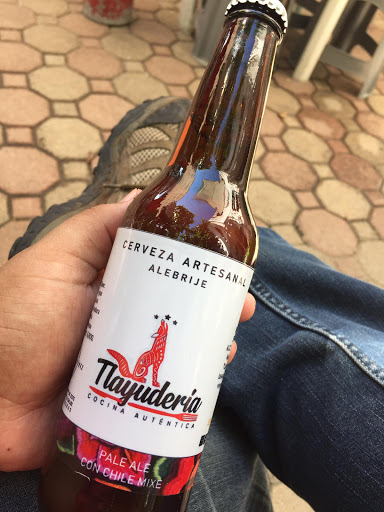 CERVEZA ARTESANAL
ALEBRIJE
Tlayudería
COCINA AUTÉNTICA
PALE ALE
CON CHILE MIXE